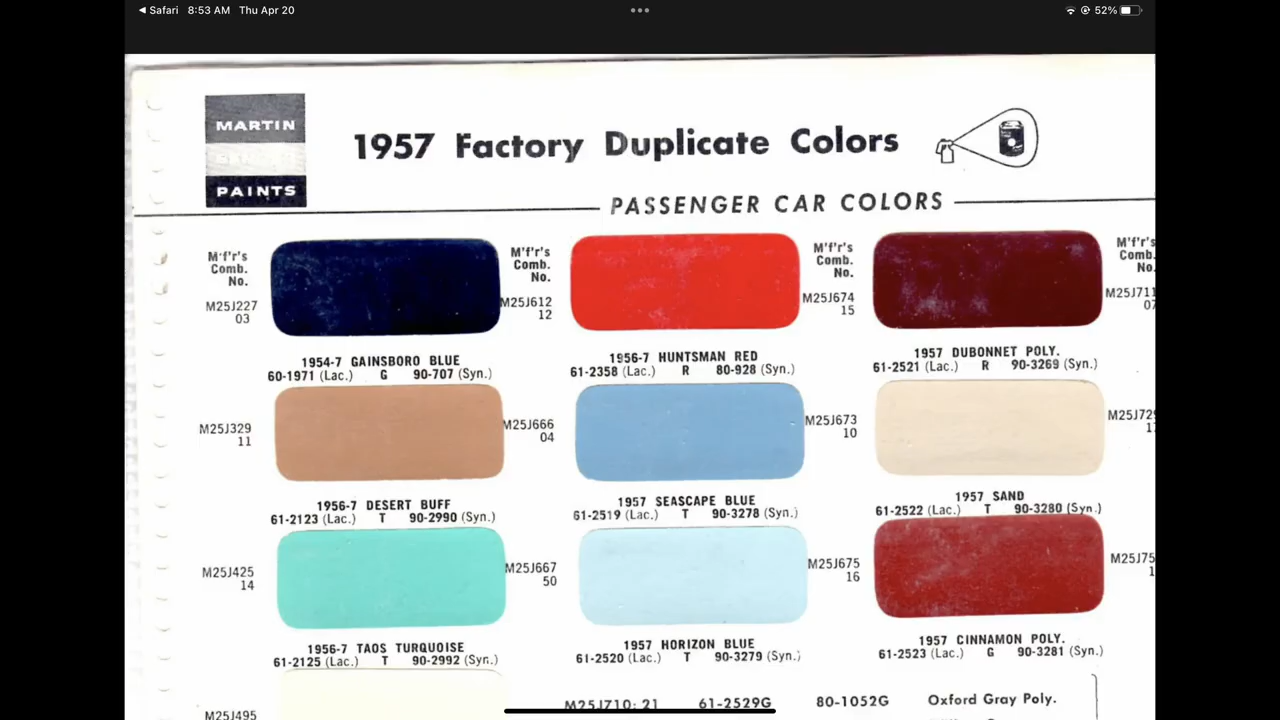 Safari 8:53 AM Thu Apr 20
52%
MARTIN
PAINTS
1957 Factory Duplicate Colors
PASSENGER CAR COLORS
M'f'r's Comb. No.
M'f'r's Comb. No.
M'f'r's Comb. No.
M'f'r's Comb. No.
M25J227 03
M25J612 12
M25J674 15
M25J711 07
1954-7 GAINSBORO BLUE
60-1971 (Lac.) G 90-707 (Syn.)
1956-7 HUNTSMAN RED
61-2358 (Lac.) R 80-928 (Syn.)
1957 DUBONNET POLY.
61-2521 (Lac.) R 90-3269 (Syn.)
M25J329 11
M25J666 04
M25J673 10
1956-7 DESERT BUFF
61-2123 (Lac.) T 90-2990 (Syn.)
1957 SEASCAPE BLUE
61-2519 (Lac.) T 90-3278 (Syn.)
1957 SAND
61-2522 (Lac.) T 90-3280 (Syn.)
M25J425 14
M25J667 50
M25J675 16
1956-7 TAOS TURQUOISE
61-2125 (Lac.) T 90-2992 (Syn.)
1957 HORIZON BLUE
61-2520 (Lac.) T 90-3279 (Syn.)
1957 CINNAMON POLY.
61-2523 (Lac.) G 90-3281 (Syn.)
M25J495
M25J710: 21 61-2529G 80-1052G Oxford Gray Poly.